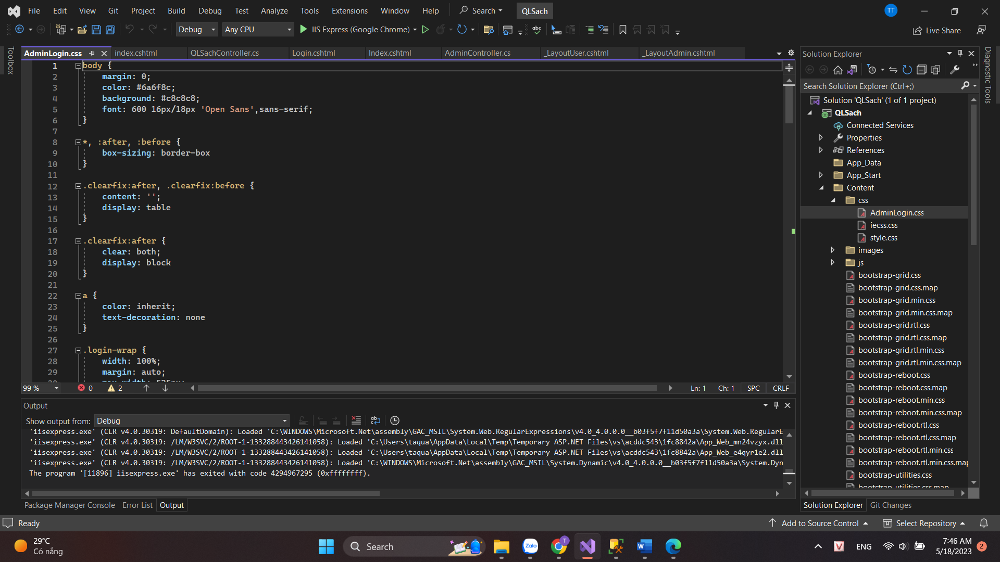 File Edit View Git Project Build Debug Test Analyze Tools Extensions Window Help Search QLSach TT
Debug Any CPU IIS Express (Google Chrome) Live Share
Toolbox
AdminLogin.css index.cshtml QLSachController.cs Login.cshtml Index.cshtml AdminController.cs _LayoutUser.cshtml _LayoutAdmin.cshtml
1 body {
2 margin: 0;
3 color: #6a6f8c;
4 background: #c8c8c8;
5 font: 600 16px/18px 'Open Sans',sans-serif;
6 }
7
8 *, :after, :before {
9 box-sizing: border-box
10 }
11
12 .clearfix:after, .clearfix:before {
13 content: '';
14 display: table
15 }
16
17 .clearfix:after {
18 clear: both;
19 display: block
20 }
21
22 a {
23 color: inherit;
24 text-decoration: none
25 }
26
27 .login-wrap {
28 width: 100%;
29 margin: auto;
30 max-width: 525px;
99 % 0 2 Ln: 1 Ch: 1 SPC CRLF
Output
Show output from: Debug
'iisexpress.exe' (CLR v4.0.30319: DefaultDomain): Loaded 'C:\WINDOWS\Microsoft.Net\assembly\GAC_MSIL\System.Web.RegularExpressions\v4.0_4.0.0.0__b03f5f7f11d50a3a\System.Web.RegularE
'iisexpress.exe' (CLR v4.0.30319: /LM/W3SVC/2/ROOT-1-133288443426141058): Loaded 'C:\Users\taqua\AppData\Local\Temp\Temporary ASP.NET Files\vs\acddc543\1fc8842a\App_Web_mn24vzyx.dll
'iisexpress.exe' (CLR v4.0.30319: /LM/W3SVC/2/ROOT-1-133288443426141058): Loaded 'C:\Users\taqua\AppData\Local\Temp\Temporary ASP.NET Files\vs\acddc543\1fc8842a\App_Web_e4qyr1e2.dll
'iisexpress.exe' (CLR v4.0.30319: /LM/W3SVC/2/ROOT-1-133288443426141058): Loaded 'C:\WINDOWS\Microsoft.Net\assembly\GAC_MSIL\System.Dynamic\v4.0_4.0.0.0__b03f5f7f11d50a3a\System.Dyn
The program '[11896] iisexpress.exe' has exited with code 4294967295 (0xffffffff).
Package Manager Console Error List Output
Solution Explorer
Search Solution Explorer (Ctrl+;)
Solution 'QLSach' (1 of 1 project)
QLSach
Connected Services
Properties
References
App_Data
App_Start
Content
css
AdminLogin.css
iecss.css
style.css
images
js
bootstrap-grid.css
bootstrap-grid.css.map
bootstrap-grid.min.css
bootstrap-grid.min.css.map
bootstrap-grid.rtl.css
bootstrap-grid.rtl.css.map
bootstrap-grid.rtl.min.css
bootstrap-grid.rtl.min.css.map
bootstrap-reboot.css
bootstrap-reboot.css.map
bootstrap-reboot.min.css
bootstrap-reboot.min.css.map
bootstrap-reboot.rtl.css
bootstrap-reboot.rtl.css.map
bootstrap-reboot.rtl.min.css
bootstrap-reboot.rtl.min.css.map
bootstrap-utilities.css
bootstrap-utilities.css.map
Solution Explorer Git Changes
Diagnostic Tools
Ready Add to Source Control Select Repository
29°C
Có nắng
Search
Zalo
T
W
V
ENG
7:46 AM
5/18/2023
2